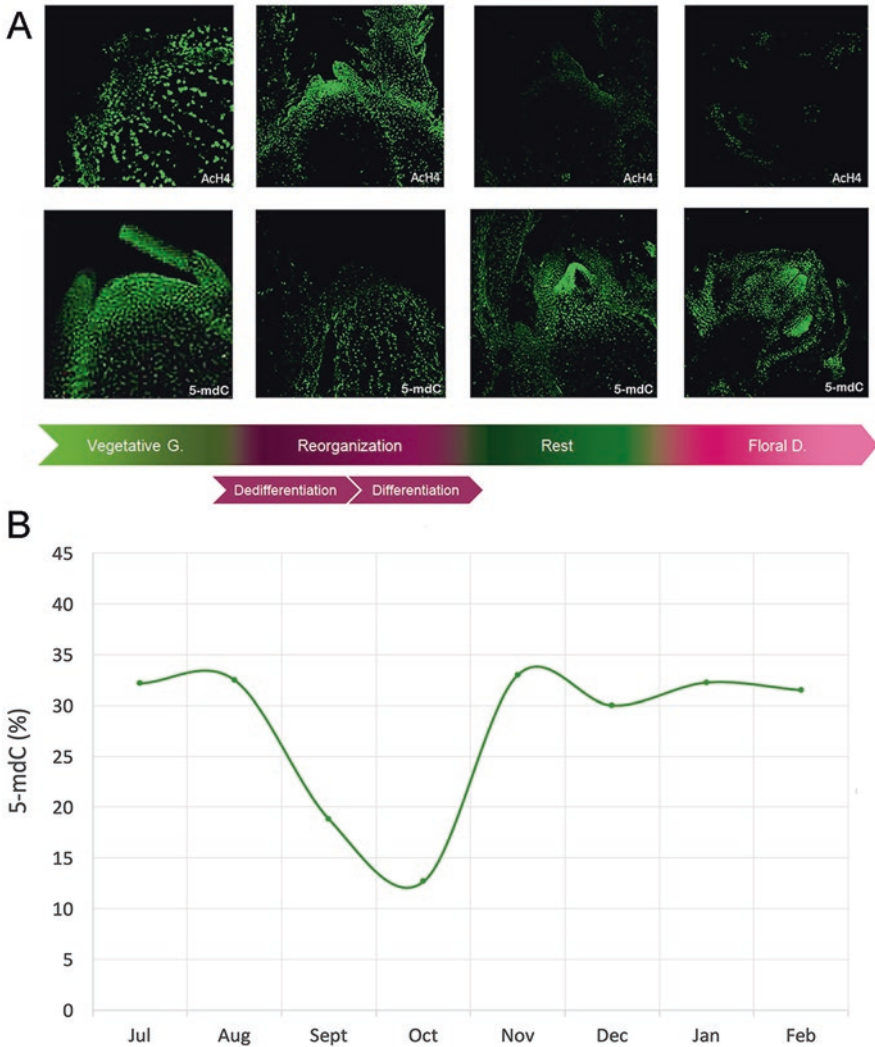 A
AcH4 AcH4 AcH4 AcH4
5-mdC 5-mdC 5-mdC 5-mdC
Vegetative G. Reorganization Rest Floral D.
Dedifferentiation Differentiation
B
45
40
35
30
25
20
15
10
5
0
5-mdC (%)
Jul Aug Sept Oct Nov Dec Jan Feb